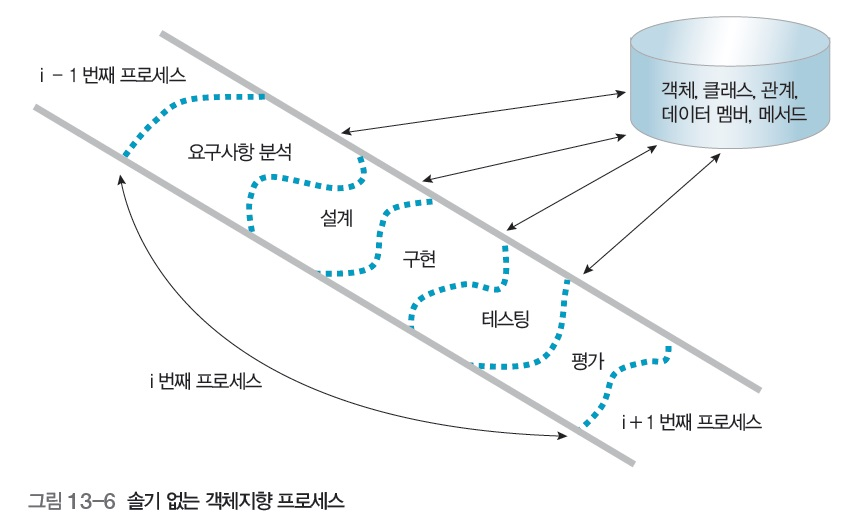 i － 1 번째 프로세스
객체, 클래스, 관계,
데이터 멤버, 메서드
요구사항 분석
설계
구현
테스팅
평가
i 번째 프로세스
i＋1 번째 프로세스
그림 13－6 솔기 없는 객체지향 프로세스